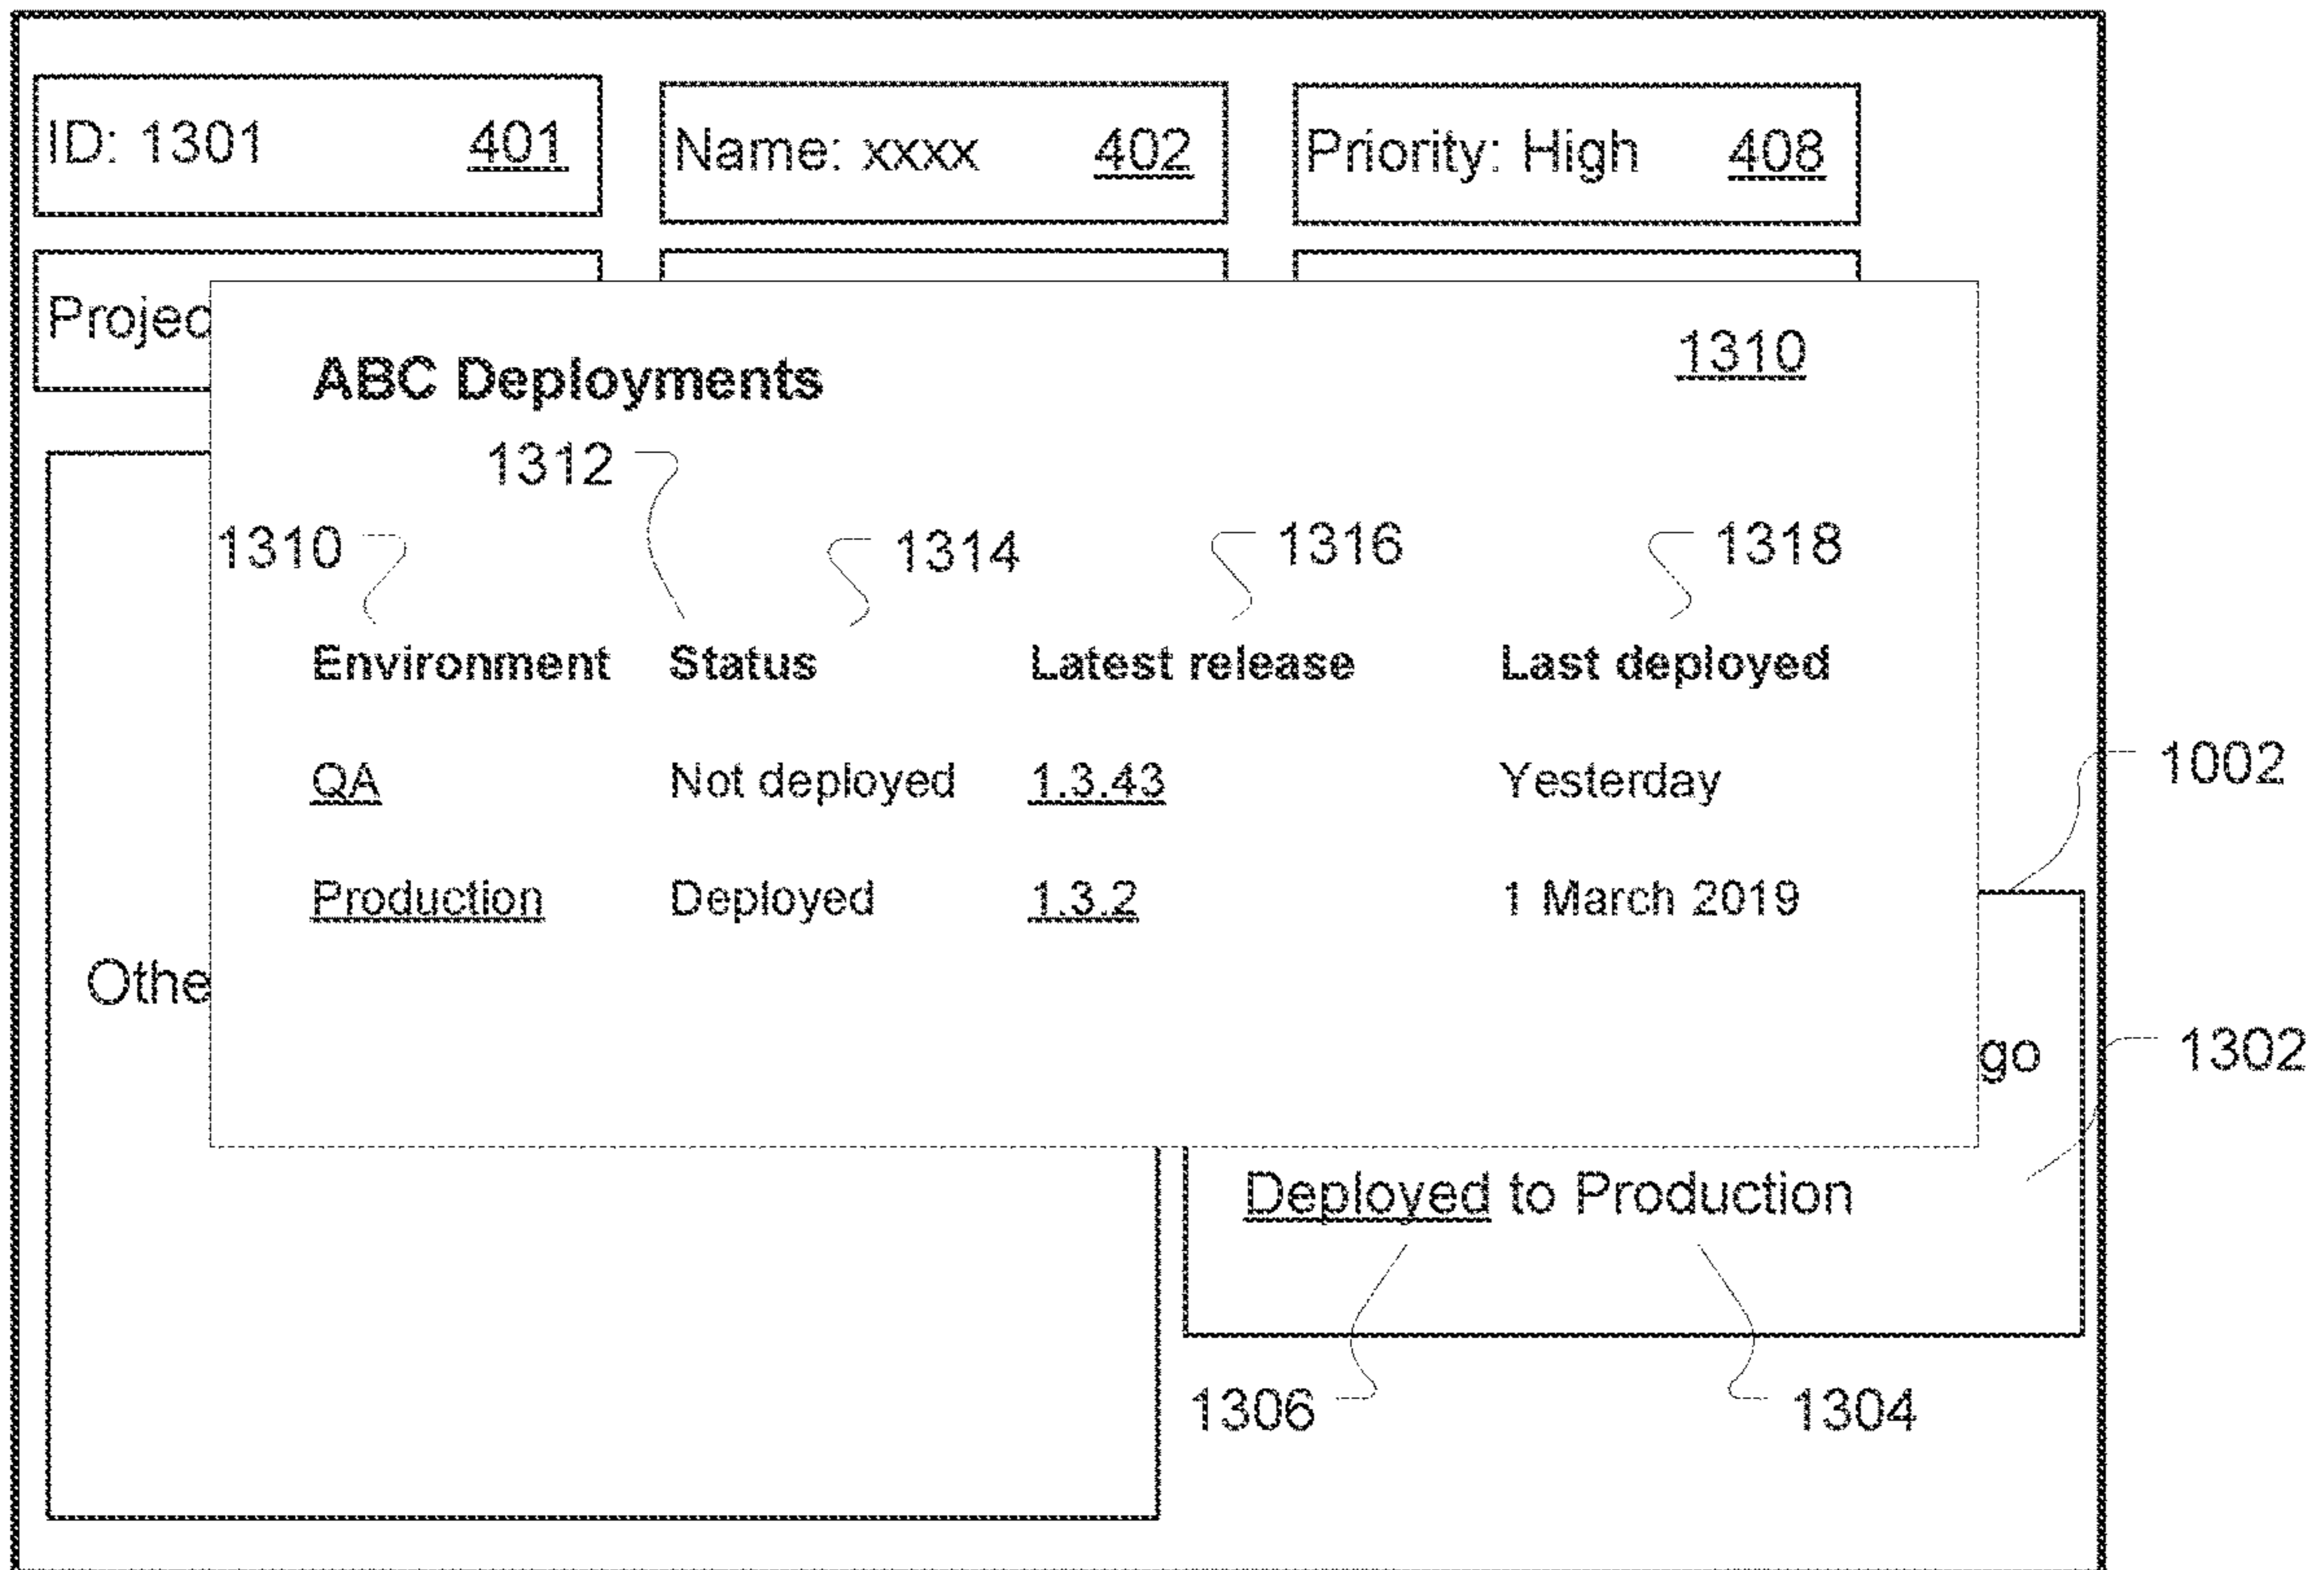 ID: 1301 401 Name: xxxx 402 Priority: High 408
Projec
1310
ABC Deployments
1312
1310 1314 1316 1318
Environment Status Latest release Last deployed
QA Not deployed 1.3.43 Yesterday
1002
Production Deployed 1.3.2 1 March 2019
Othe
go 1302
Deployed to Production
1306 1304